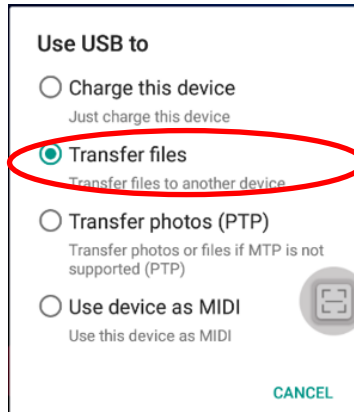 Use USB to
Charge this device
Just charge this device
Transfer files
Transfer files to another device
Transfer photos (PTP)
Transfer photos or files if MTP is not
supported (PTP)
Use device as MIDI
Use this device as MIDI
CANCEL